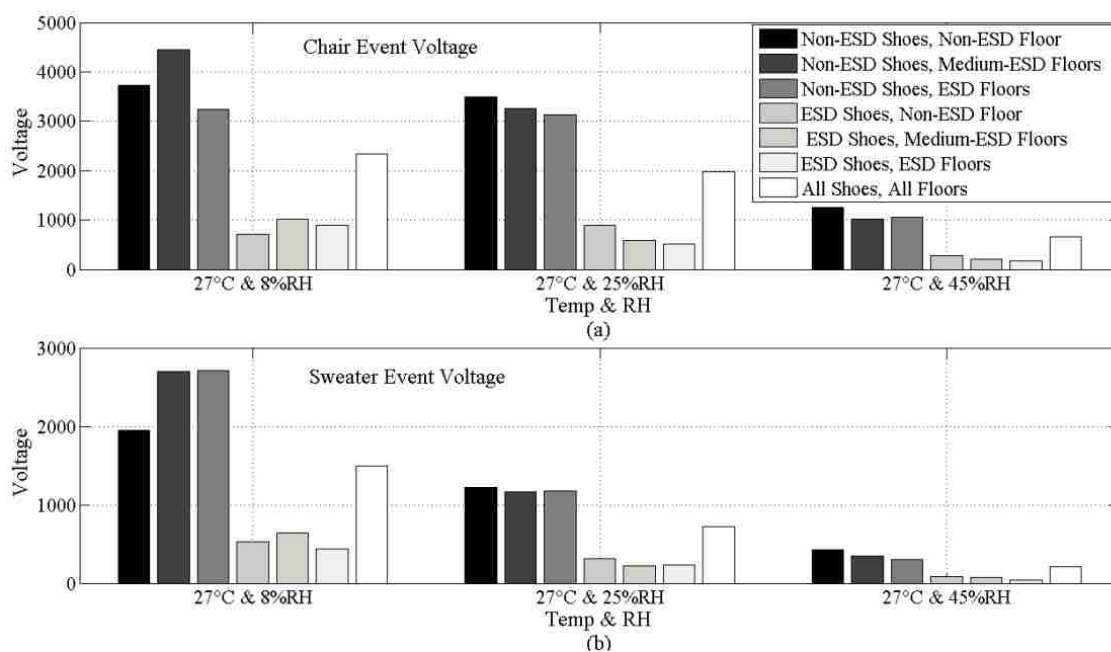 5000
4000
3000
2000
1000
0
Voltage
Chair Event Voltage
Non-ESD Shoes, Non-ESD Floor
Non-ESD Shoes, Medium-ESD Floors
Non-ESD Shoes, ESD Floors
ESD Shoes, Non-ESD Floor
ESD Shoes, Medium-ESD Floors
ESD Shoes, ESD Floors
All Shoes, All Floors
27°C & 8%RH
27°C & 25%RH
27°C & 45%RH
Temp & RH
(a)
3000
2000
1000
0
Voltage
Sweater Event Voltage
27°C & 8%RH
27°C & 25%RH
27°C & 45%RH
Temp & RH
(b)